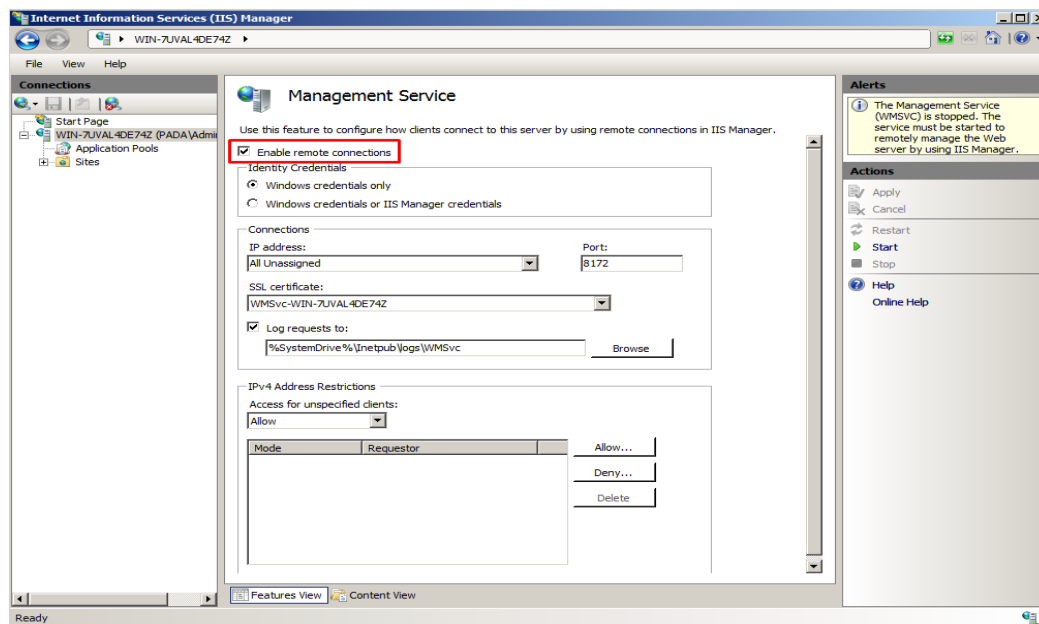 Internet Information Services (IIS) Manager
WIN-7UVAL4DE74Z
File View Help
Connections
Start Page
WIN-7UVAL4DE74Z (PADA\Admi
Application Pools
Sites
Management Service
Use this feature to configure how clients connect to this server by using remote connections in IIS Manager.
Enable remote connections
Identity Credentials
Windows credentials only
Windows credentials or IIS Manager credentials
Connections
IP address:
Port:
All Unassigned
8172
SSL certificate:
WMSvc-WIN-7UVAL4DE74Z
Log requests to:
%SystemDrive%\Inetpub\logs\WMSvc
Browse
IPv4 Address Restrictions
Access for unspecified clients:
Allow
Mode Requestor
Allow...
Deny...
Delete
Features View Content View
Alerts
The Management Service
(WMSVC) is stopped. The
service must be started to
remotely manage the Web
server by using IIS Manager.
Actions
Apply
Cancel
Restart
Start
Stop
Help
Online Help
Ready